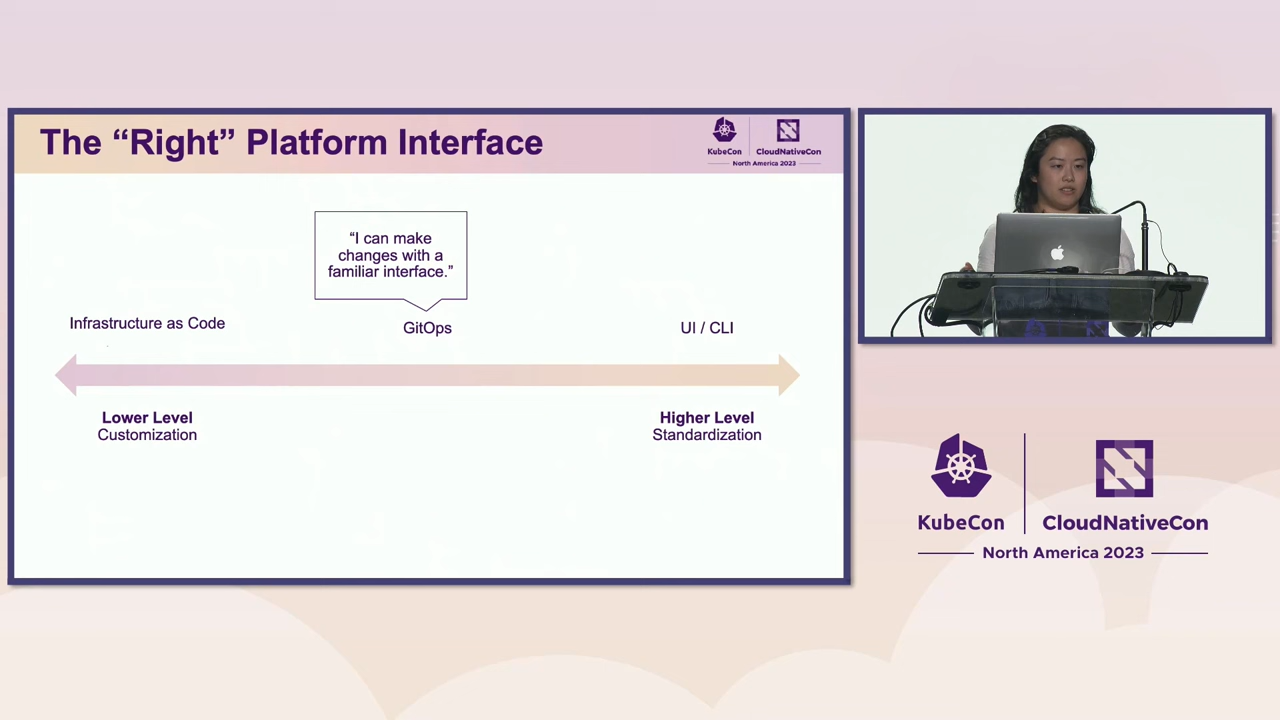 The “Right” Platform Interface
KubeCon
CloudNativeCon
North America 2023
“I can make
changes with a
familiar interface.”
Infrastructure as Code
GitOps
UI / CLI
Lower Level
Customization
Higher Level
Standardization
KubeCon
CloudNativeCon
North America 2023